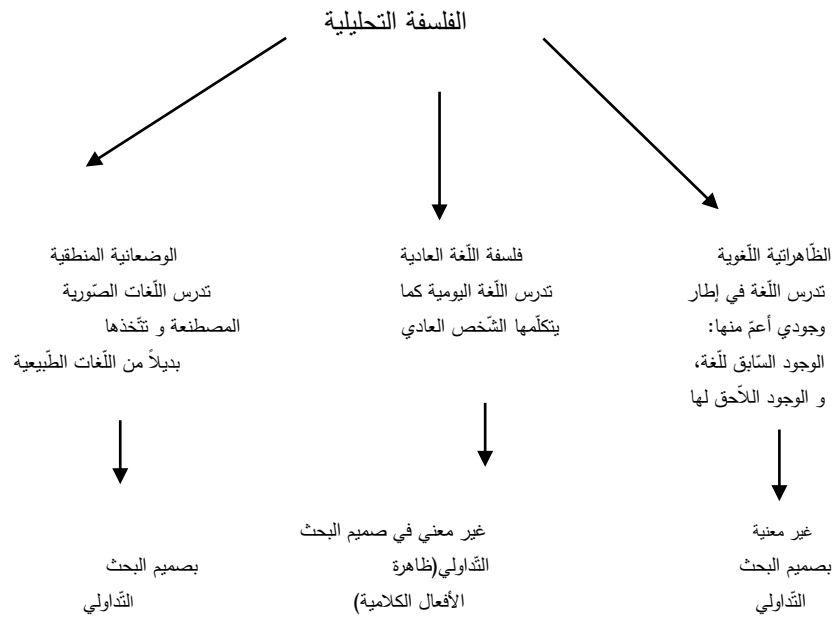 الفلسفة التحليلية
الظّاهراتية اللّغوية
تدرس اللّغة في إطار
وجودي أعمّ منها:
الوجود السّابق للّغة،
و الوجود اللاّحق لها
غير معنية
بصميم البحث
التّداولي
فلسفة اللّغة العادية
تدرس اللّغة اليومية كما
يتكلّمها الشّخص العادي
غير معني في صميم البحث
التّداولي(ظاهرة
الأفعال الكلامية)
الوضعانية المنطقية
تدرس اللّغات الصّورية
المصطنعة و تتّخذها
بديلاً من اللّغات الطّبيعية
بصميم البحث
التّداولي